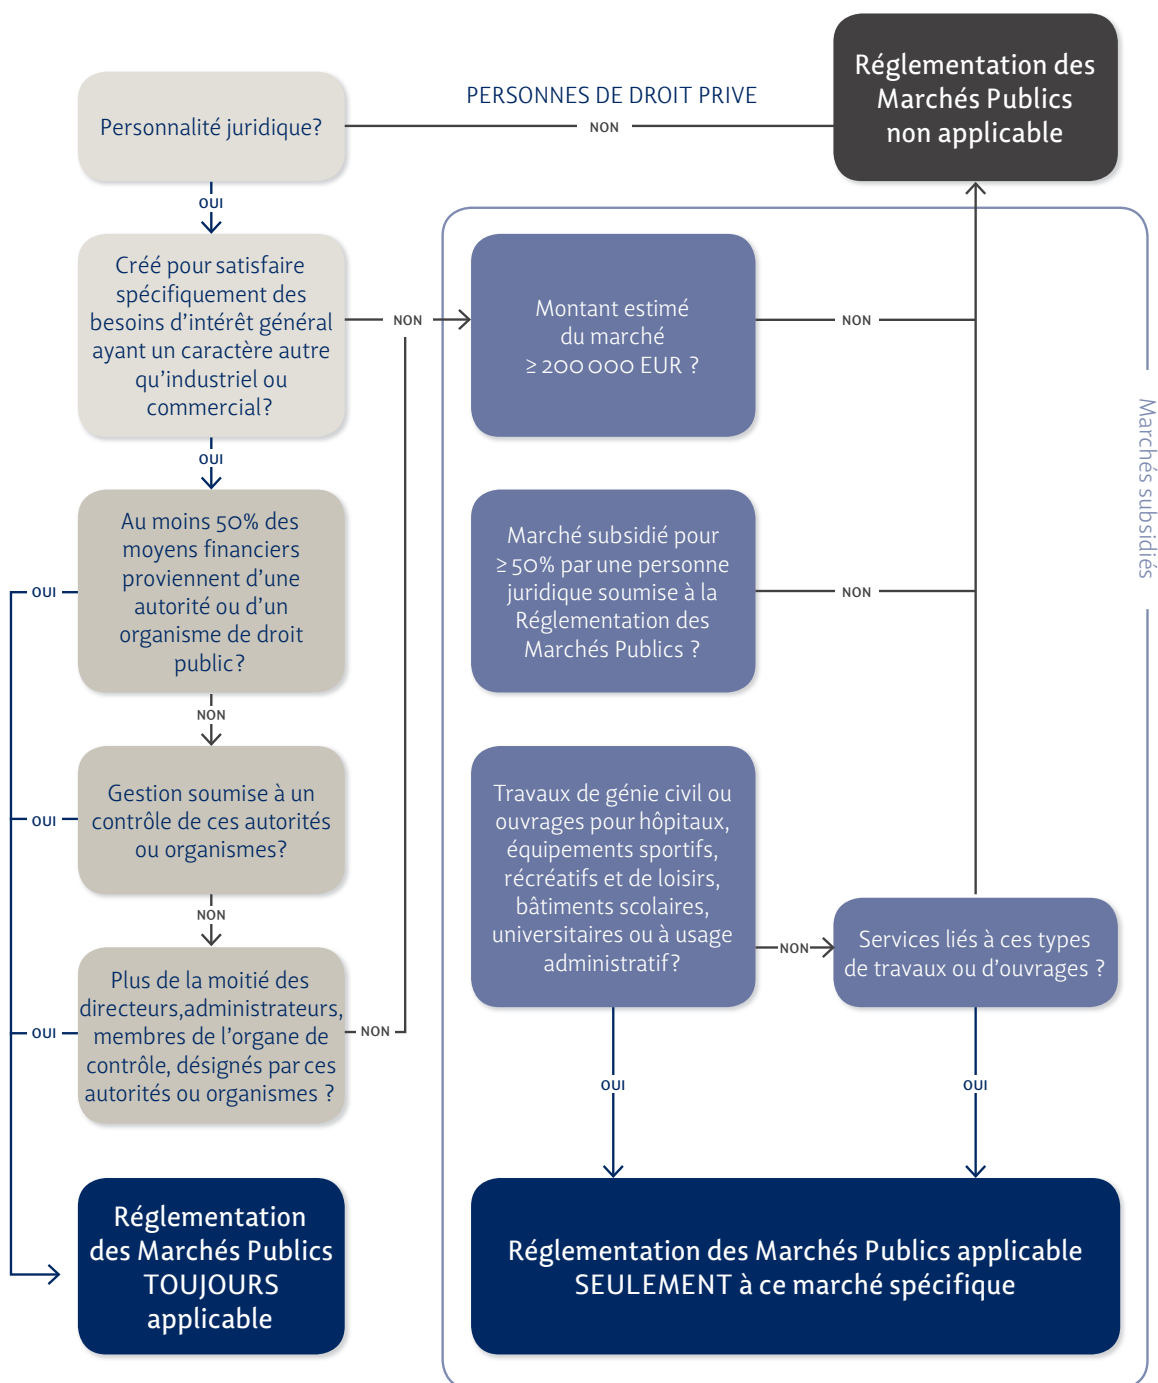 Réglementation des
Marchés Publics
non applicable
PERSONNES DE DROIT PRIVE
Personnalité juridique?
NON
OUI
Créé pour satisfaire
spécifiquement des
besoins d'intérêt général
ayant un caractère autre
qu'industriel ou
commercial?
NON
Montant estimé
du marché
≥ 200 000 EUR ?
NON
OUI
Marchés subsidiés
Au moins 50% des
moyens financiers
proviennent d'une
autorité ou d'un
organisme de droit
public?
OUI
Marché subsidié pour
≥ 50% par une personne
juridique soumise à la
Réglementation des
Marchés Publics ?
NON
NON
Gestion soumise à un
contrôle de ces autorités
ou organismes?
OUI
NON
Travaux de génie civil ou
ouvrages pour hôpitaux,
équipements sportifs,
récréatifs et de loisirs,
bâtiments scolaires,
universitaires ou à usage
administratif?
NON
Services liés à ces types
de travaux ou d'ouvrages ?
Plus de la moitié des
directeurs,administrateurs,
membres de l'organe de
contrôle, désignés par ces
autorités ou organismes ?
OUI
NON
OUI
OUI
Réglementation
des Marchés Publics
TOUJOURS
applicable
Réglementation des Marchés Publics applicable
SEULEMENT à ce marché spécifique